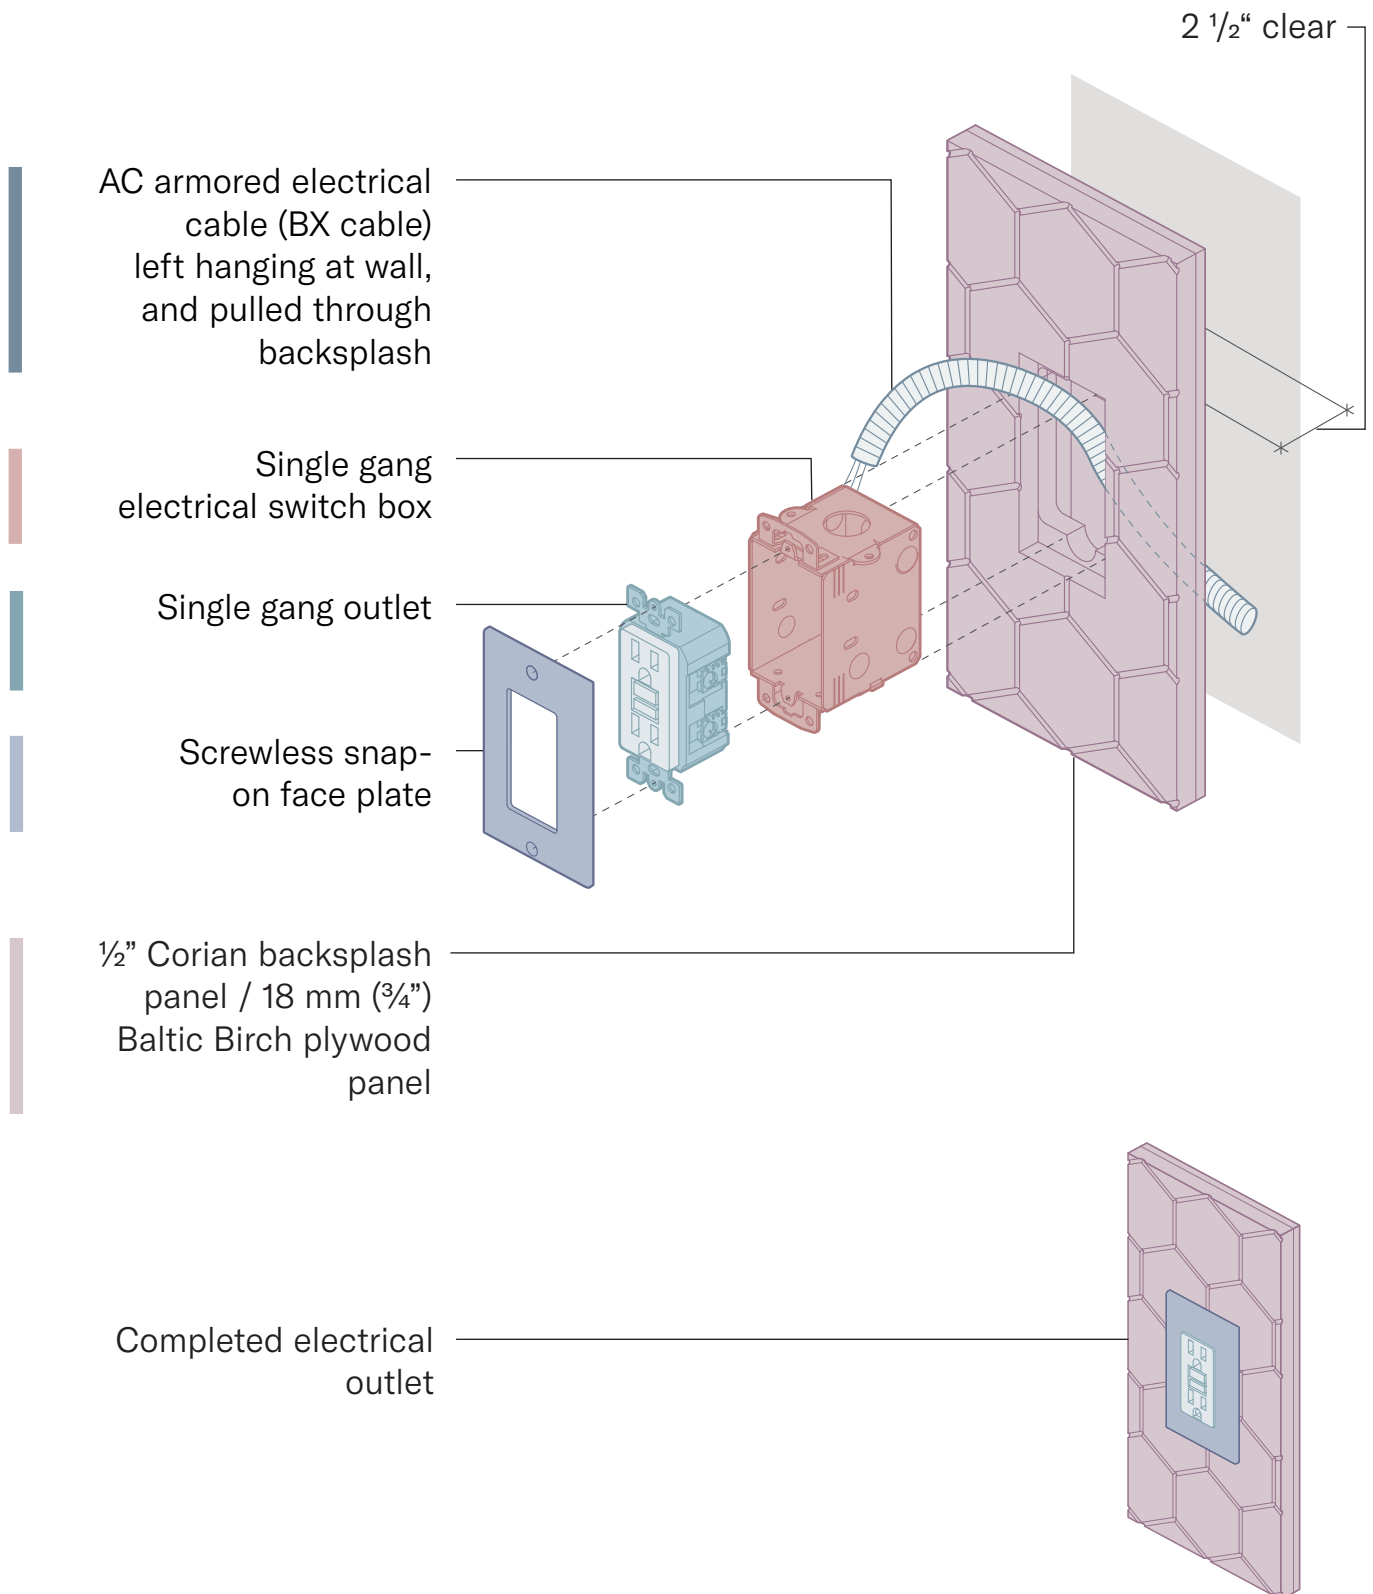 2 ½“ clear
AC armored electrical
cable (BX cable)
left hanging at wall,
and pulled through
backsplash
Single gang
electrical switch box
Single gang outlet
Screwless snap-
on face plate
½” Corian backsplash
panel / 18 mm (¾”)
Baltic Birch plywood
panel
Completed electrical
outlet